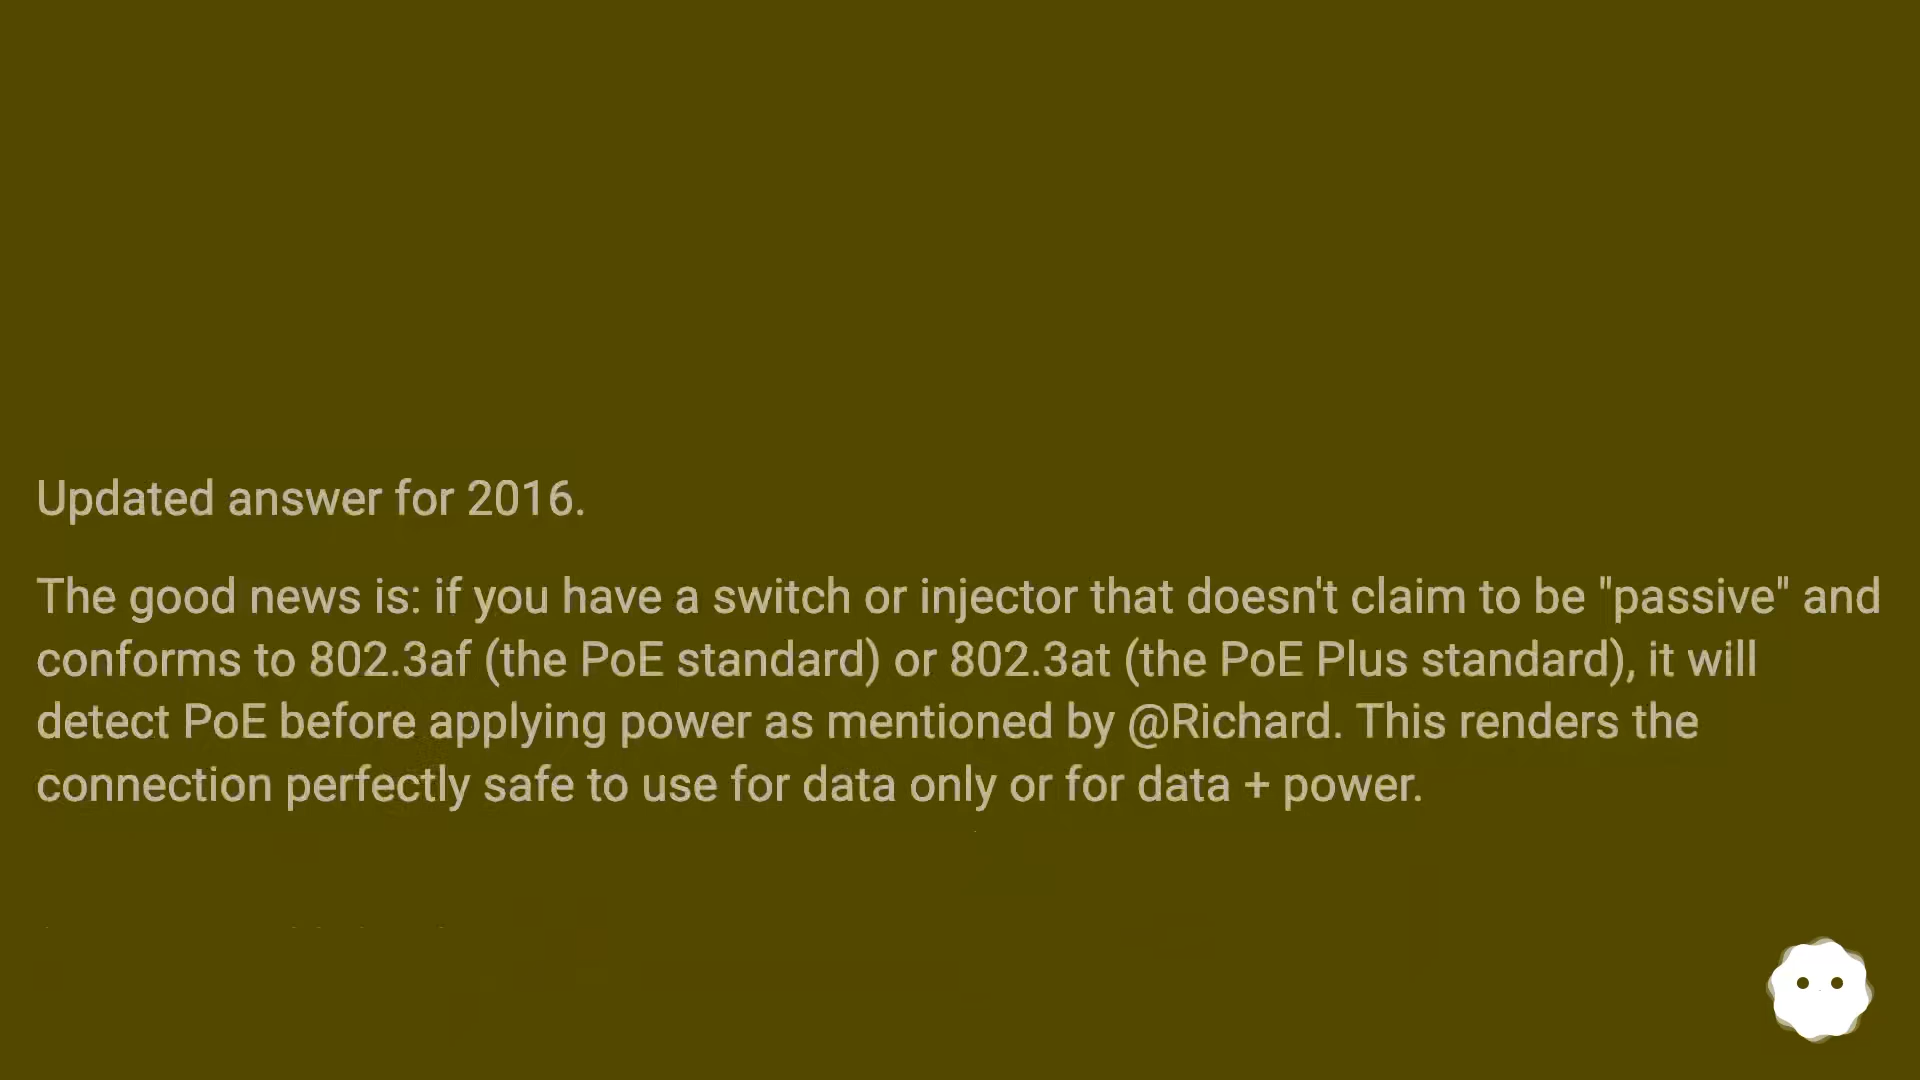 Updated answer for 2016.
The good news is: if you have a switch or injector that doesn't claim to be "passive" and
conforms to 802.3af (the PoE standard) or 802.3at (the PoE Plus standard), it will
detect PoE before applying power as mentioned by @Richard. This renders the
connection perfectly safe to use for data only or for data + power.